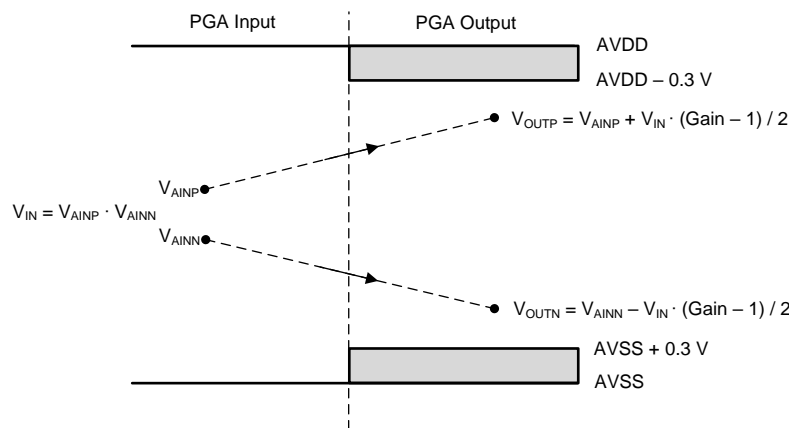 PGA Input
PGA Output
AVDD
AVDD – 0.3 V
V_OUTP = V_AINP + V_IN · (Gain – 1) / 2
V_AINP
V_IN = V_AINP · V_AINN
V_AINN
V_OUTN = V_AINN – V_IN · (Gain – 1) / 2
AVSS + 0.3 V
AVSS